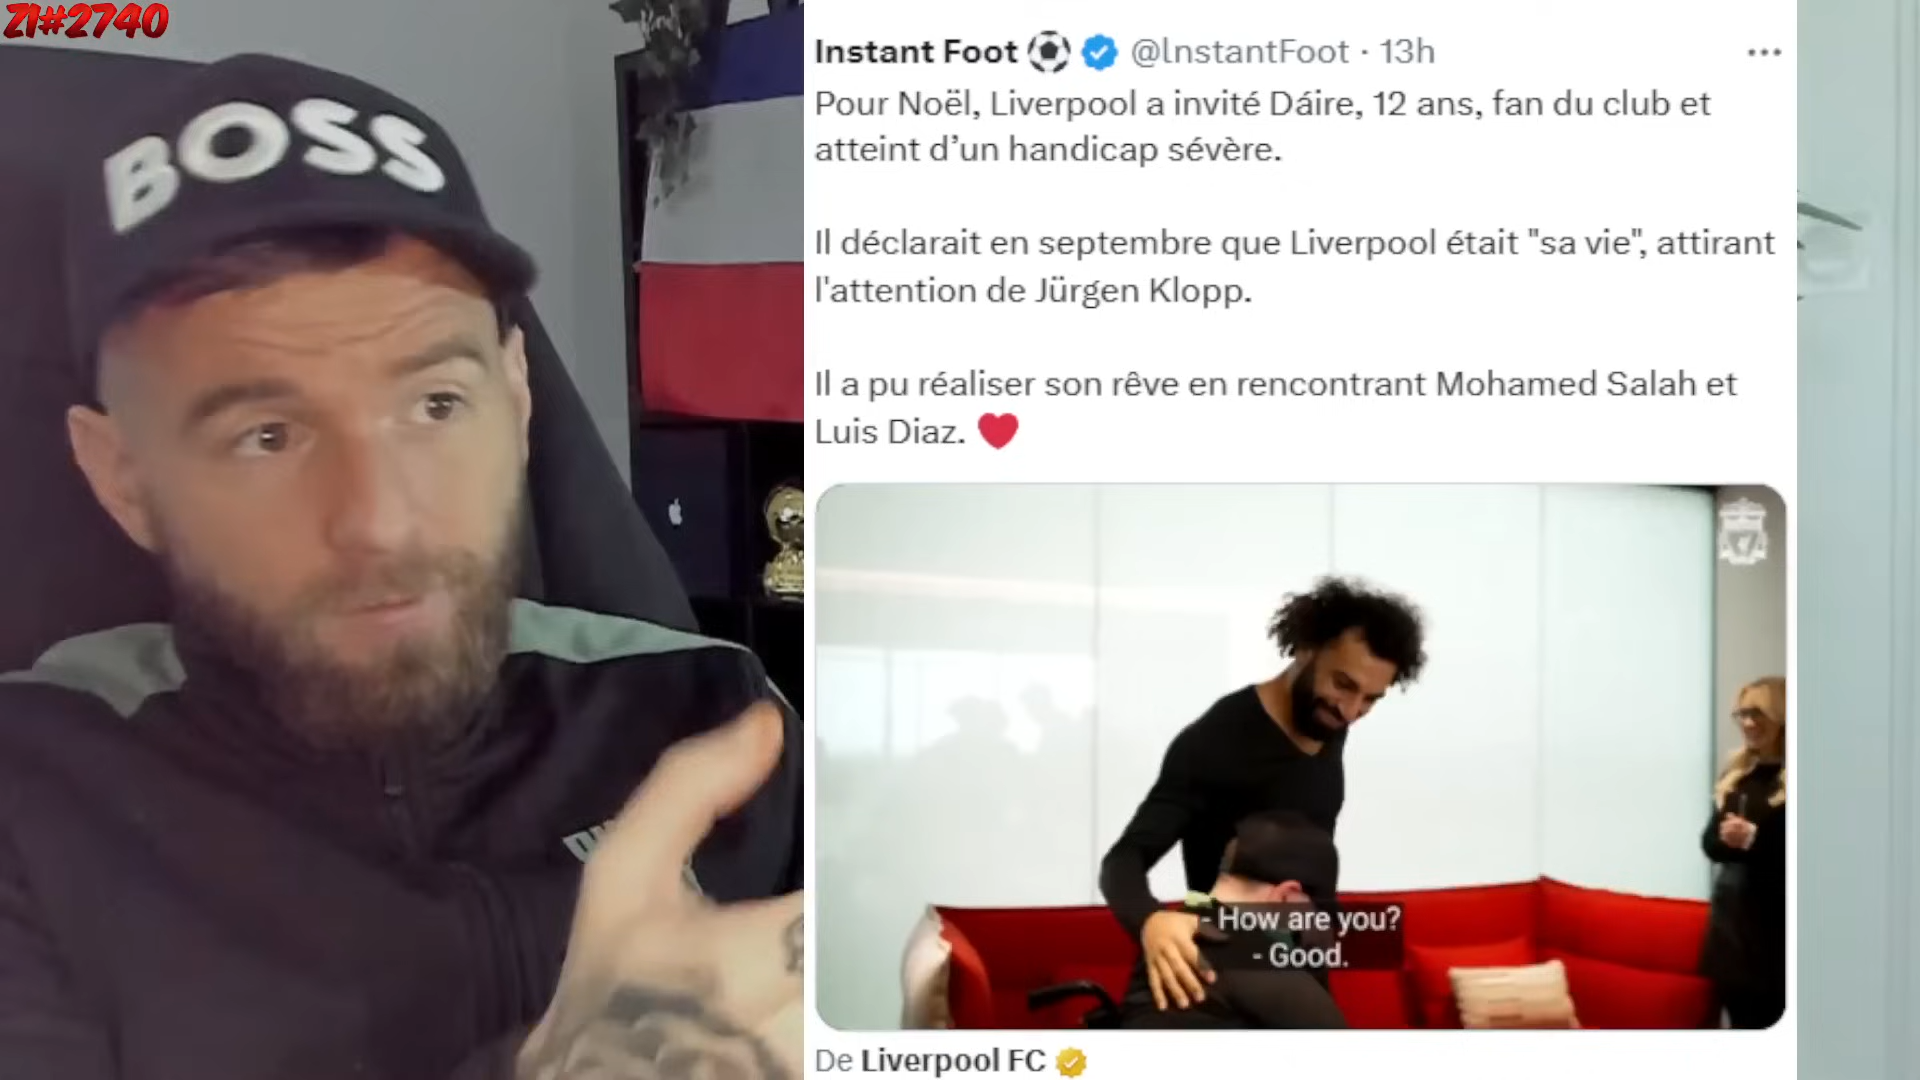 ZI#2740
BOSS
Instant Foot @lnstantFoot · 13h
Pour Noël, Liverpool a invité Dáire, 12 ans, fan du club et
atteint d’un handicap sévère.
Il déclarait en septembre que Liverpool était "sa vie", attirant
l'attention de Jürgen Klopp.
Il a pu réaliser son rêve en rencontrant Mohamed Salah et
Luis Diaz.
- How are you?
- Good.
De Liverpool FC